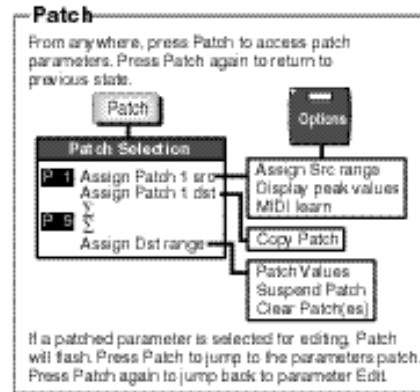 Patch
From anywhere, press Patch to access patch
parameters. Press Patch again to return to
previous state.
Patch
Options
Patch Selection
P 1 Assign Patch 1 src
Assign Patch 1 dst
P 5
Assign Dst range
Assign Src range
Display peak values
MIDI learn
Copy Patch
Patch Values
Suspend Patch
Clear Patch(es)
If a patched parameter is selected for editing, Patch
will flash. Press Patch to jump to the parameters patch.
Press Patch again to jump back to parameter Edit.